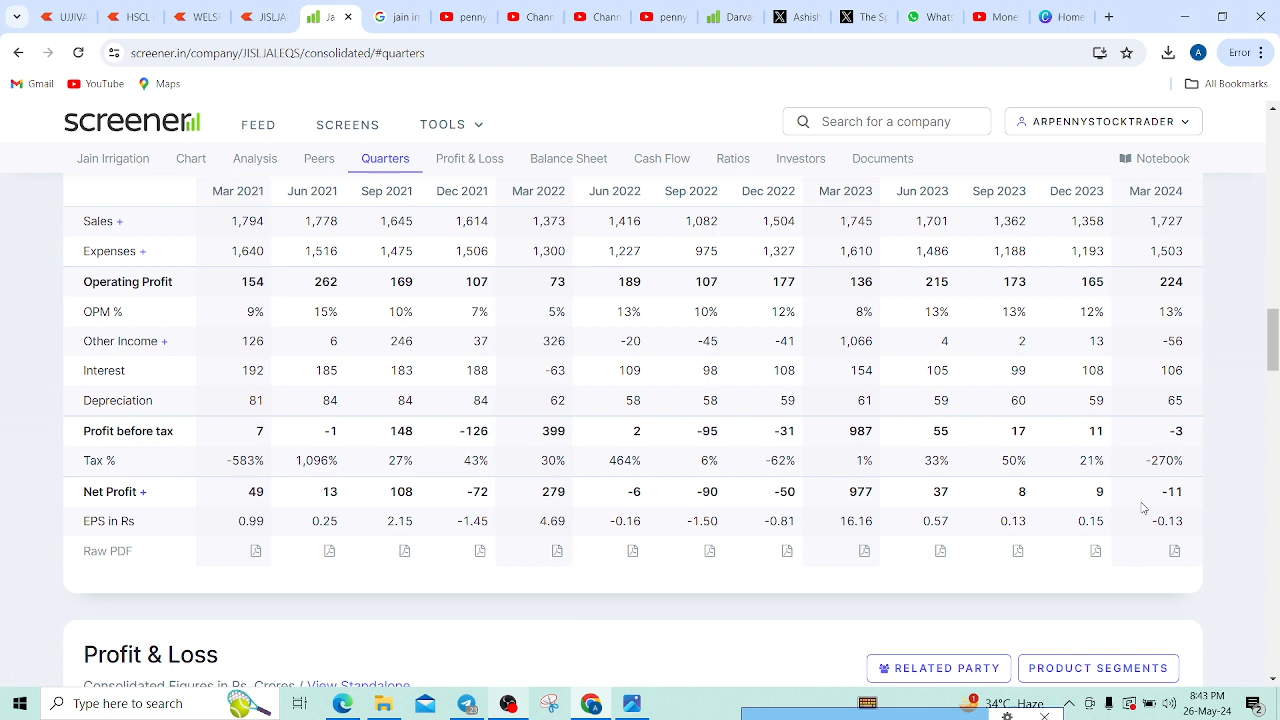 KJIVA
HSCL
WELSI
JISLJA
Ja
jain in
penny
Chann
Chann
penny
Darva
Ashish
The S
Whats
Mone
Home
screener.in/company/JISLJALEQS/consolidated/#quarters
A
Error
Gmail YouTube Maps
All Bookmarks
screener FEED SCREENS TOOLS
Search for a company
ARPENNYSTOCKTRADER
Jain Irrigation Chart Analysis Peers Quarters Profit & Loss Balance Sheet Cash Flow Ratios Investors Documents Notebook
Mar 2021 Jun 2021 Sep 2021 Dec 2021 Mar 2022 Jun 2022 Sep 2022 Dec 2022 Mar 2023 Jun 2023 Sep 2023 Dec 2023 Mar 2024
Sales + 1,794 1,778 1,645 1,614 1,373 1,416 1,082 1,504 1,745 1,701 1,362 1,358 1,727
Expenses + 1,640 1,516 1,475 1,506 1,300 1,227 975 1,327 1,610 1,486 1,188 1,193 1,503
Operating Profit 154 262 169 107 73 189 107 177 136 215 173 165 224
OPM % 9% 15% 10% 7% 5% 13% 10% 12% 8% 13% 13% 12% 13%
Other Income + 126 6 246 37 326 -20 -45 -41 1,066 4 2 13 -56
Interest 192 185 183 188 -63 109 98 108 154 105 99 108 106
Depreciation 81 84 84 84 62 58 58 59 61 59 60 59 65
Profit before tax 7 -1 148 -126 399 2 -95 -31 987 55 17 11 -3
Tax % -583% 1,096% 27% 43% 30% 464% 6% -62% 1% 33% 50% 21% -270%
Net Profit + 49 13 108 -72 279 -6 -90 -50 977 37 8 9 -11
EPS in Rs 0.99 0.25 2.15 -1.45 4.69 -0.16 -1.50 -0.81 16.16 0.57 0.13 0.15 -0.13
Raw PDF
Profit & Loss
RELATED PARTY PRODUCT SEGMENTS
Consolidated Figures in Rs. Crores / View Standalone
Type here to search
34°C Haze
8:43 PM
26-May-24